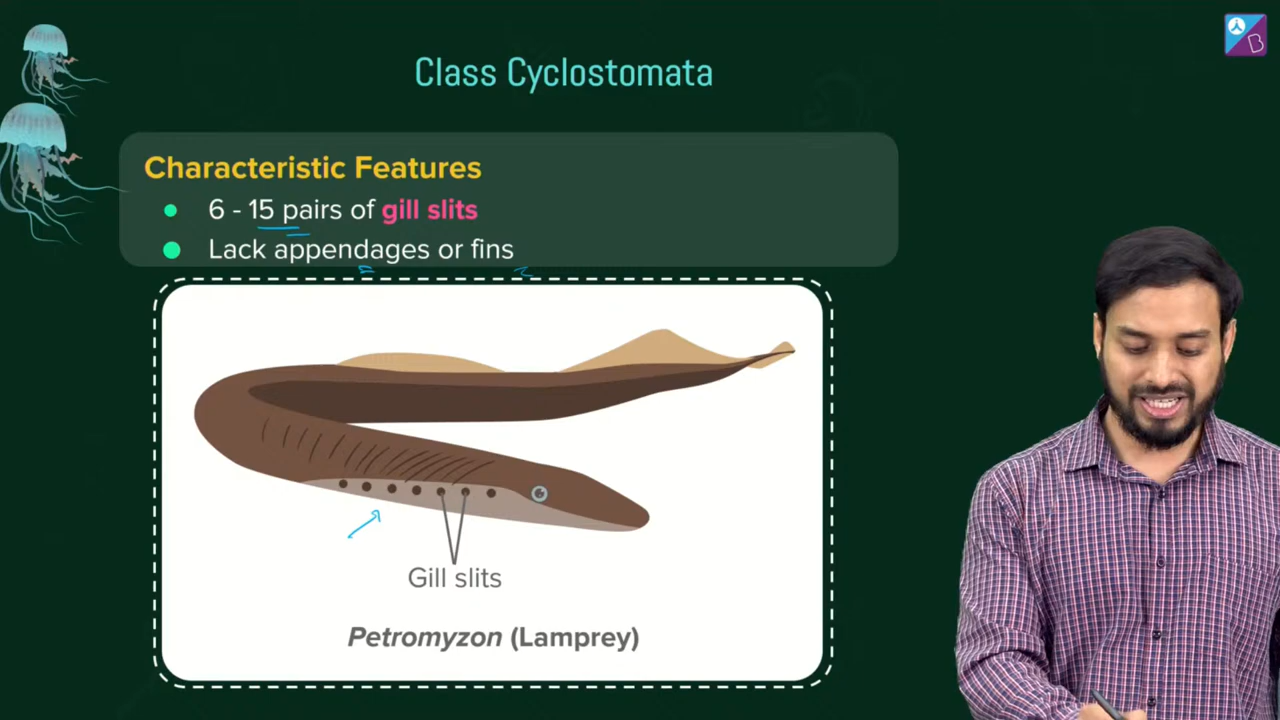 Class Cyclostomata
B
Characteristic Features
6 - 15 pairs of gill slits
Lack appendages or fins
Gill slits
Petromyzon (Lamprey)